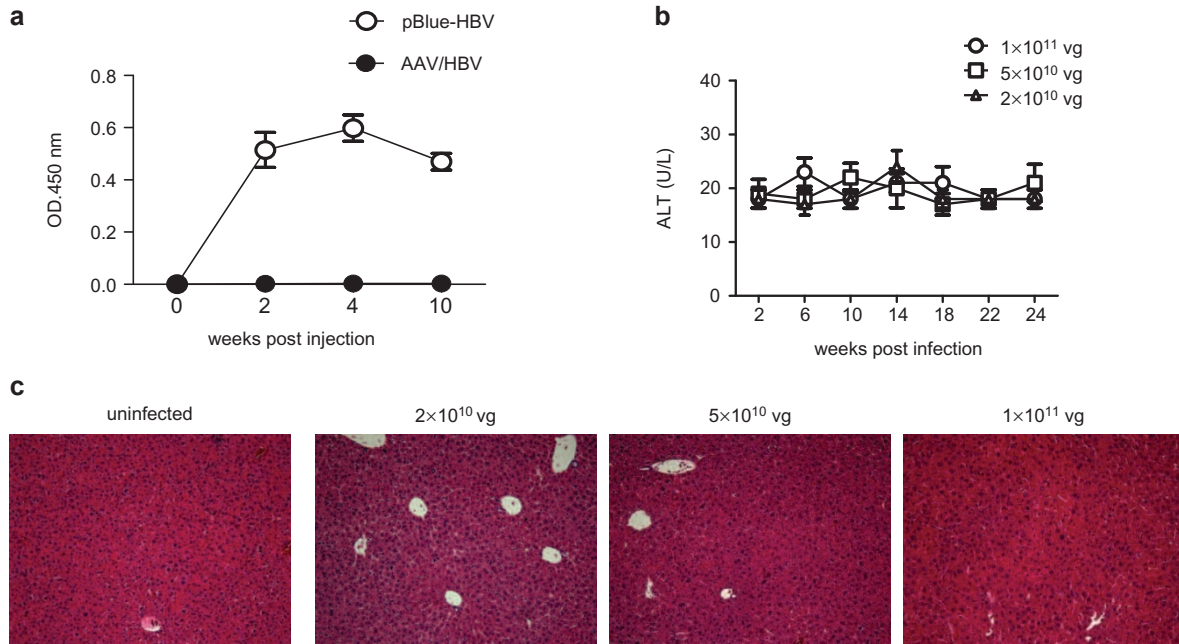 a
pBlue-HBV
AAV/HBV
OD.450 nm
0.8
0.6
0.4
0.2
0.0
0 2 4 10
weeks post injection
b
1×10¹¹ vg
5×10¹⁰ vg
2×10¹⁰ vg
ALT (U/L)
40
30
20
10
0
2 6 10 14 18 22 24
weeks post infection
c
uninfected 2×10¹⁰ vg 5×10¹⁰ vg 1×10¹¹ vg